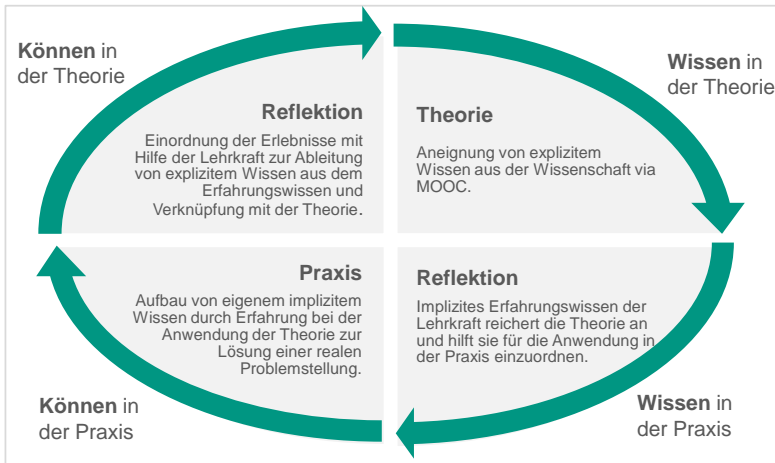 Können in
der Theorie
Wissen in
der Theorie
Reflektion
Einordnung der Erlebnisse mit
Hilfe der Lehrkraft zur Ableitung
von explizitem Wissen aus dem
Erfahrungswissen und
Verknüpfung mit der Theorie.
Theorie
Aneignung von explizitem
Wissen aus der Wissenschaft via
MOOC.
Praxis
Aufbau von eigenem implizitem
Wissen durch Erfahrung bei der
Anwendung der Theorie zur
Lösung einer realen
Problemstellung.
Reflektion
Implizites Erfahrungswissen der
Lehrkraft reichert die Theorie an
und hilft sie für die Anwendung in
der Praxis einzuordnen.
Können in
der Praxis
Wissen in
der Praxis